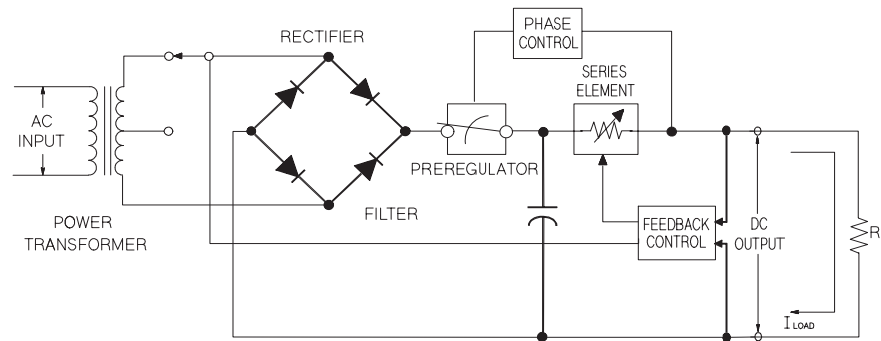 RECTIFIER
PHASE
CONTROL
SERIES
ELEMENT
AC
INPUT
PREREGULATOR
POWER
TRANSFORMER
FILTER
FEEDBACK
CONTROL
DC
OUTPUT
R
I LOAD